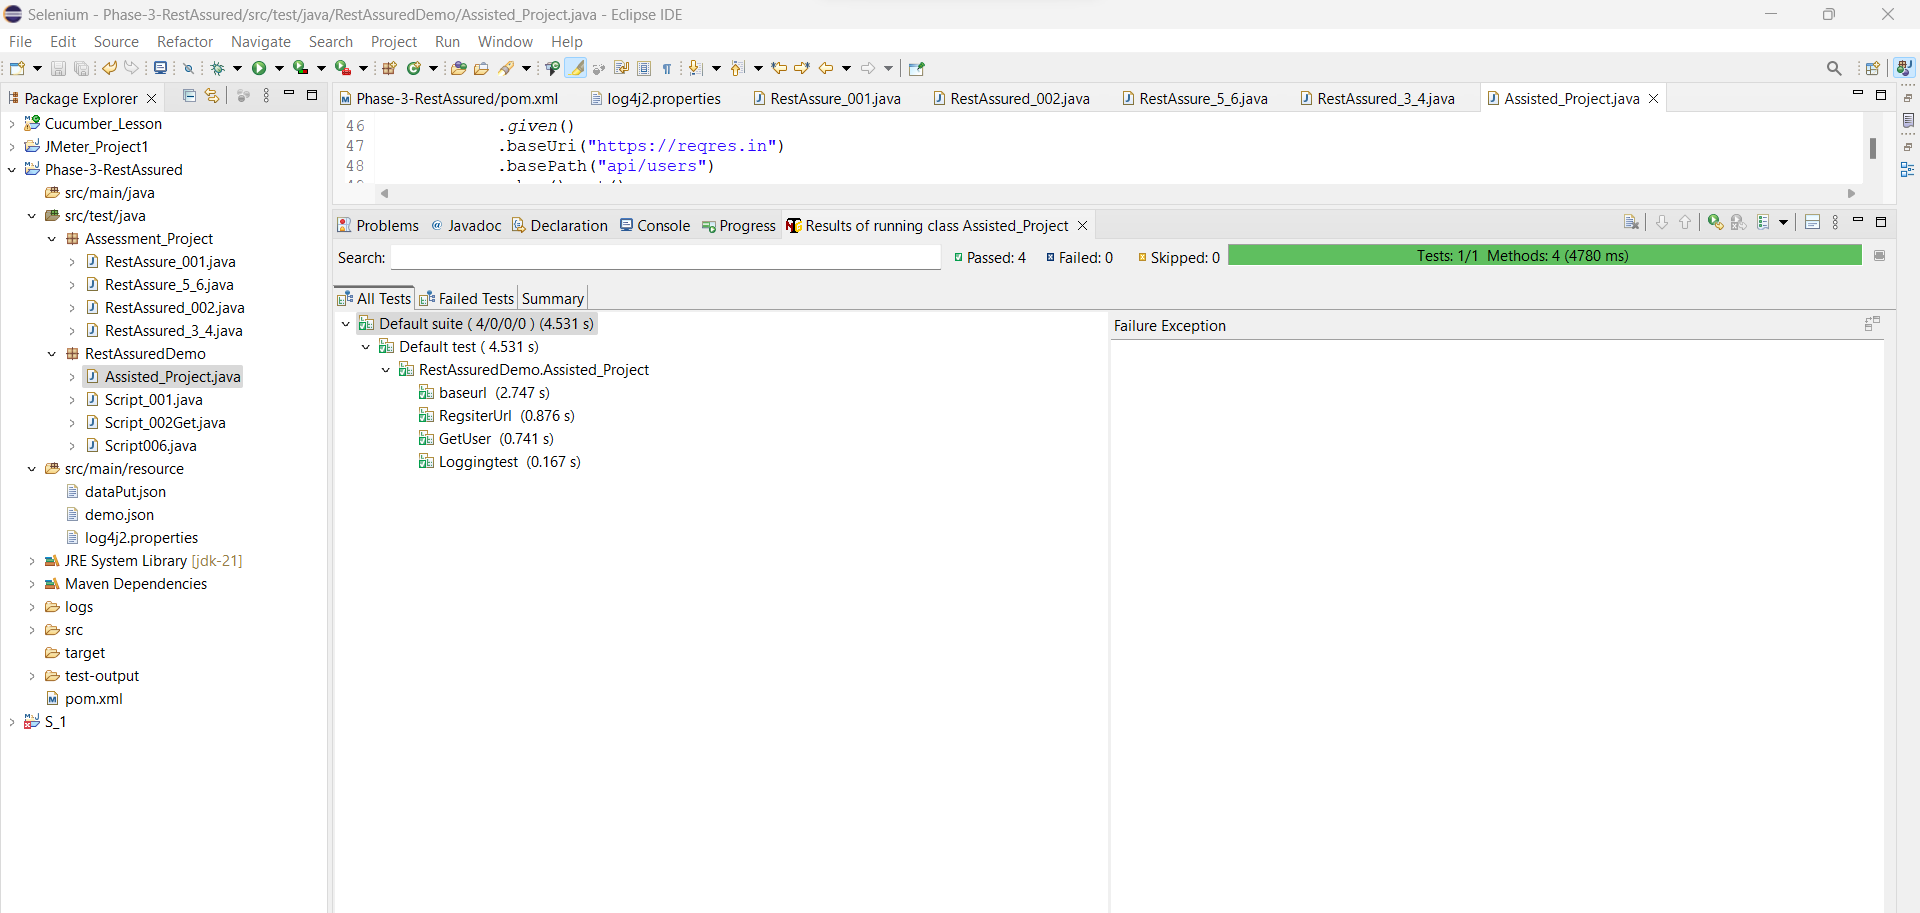 Selenium - Phase-3-RestAssured/src/test/java/RestAssuredDemo/Assisted_Project.java - Eclipse IDE
File Edit Source Refactor Navigate Search Project Run Window Help
Package Explorer
Cucumber_Lesson
JMeter_Project1
Phase-3-RestAssured
src/main/java
src/test/java
Assessment_Project
RestAssure_001.java
RestAssure_5_6.java
RestAssured_002.java
RestAssured_3_4.java
RestAssuredDemo
Assisted_Project.java
Script_001.java
Script_002Get.java
Script006.java
src/main/resource
dataPut.json
demo.json
log4j2.properties
JRE System Library [jdk-21]
Maven Dependencies
logs
src
target
test-output
pom.xml
S_1
Phase-3-RestAssured/pom.xml log4j2.properties RestAssure_001.java RestAssured_002.java RestAssure_5_6.java RestAssured_3_4.java Assisted_Project.java
46 .given()
47 .baseUri("https://reqres.in")
48 .basePath("api/users")
Problems @ Javadoc Declaration Console Progress Results of running class Assisted_Project
Search: Passed: 4 Failed: 0 Skipped: 0 Tests: 1/1 Methods: 4 (4780 ms)
All Tests Failed Tests Summary
Default suite ( 4/0/0/0 ) (4.531 s)
Default test ( 4.531 s)
RestAssuredDemo.Assisted_Project
baseurl (2.747 s)
RegsiterUrl (0.876 s)
GetUser (0.741 s)
Loggingtest (0.167 s)
Failure Exception